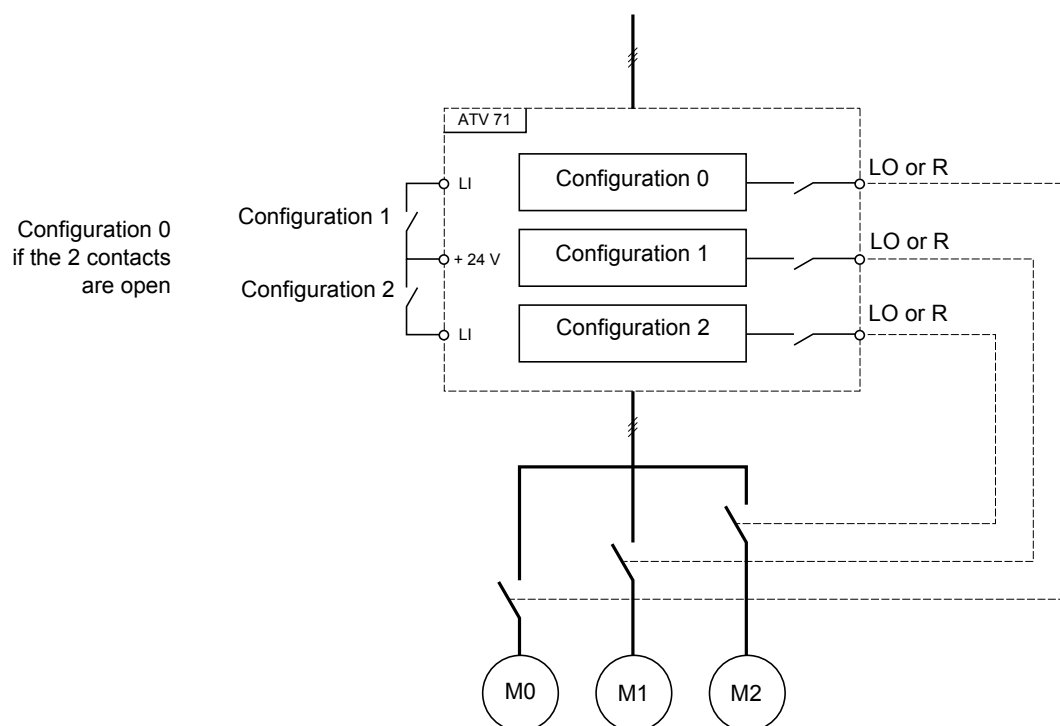 ATV 71
LO or R
Configuration 0
LI
Configuration 1
Configuration 0
if the 2 contacts
are open
LO or R
Configuration 1
+ 24 V
Configuration 2
LO or R
Configuration 2
LI
M0
M1
M2